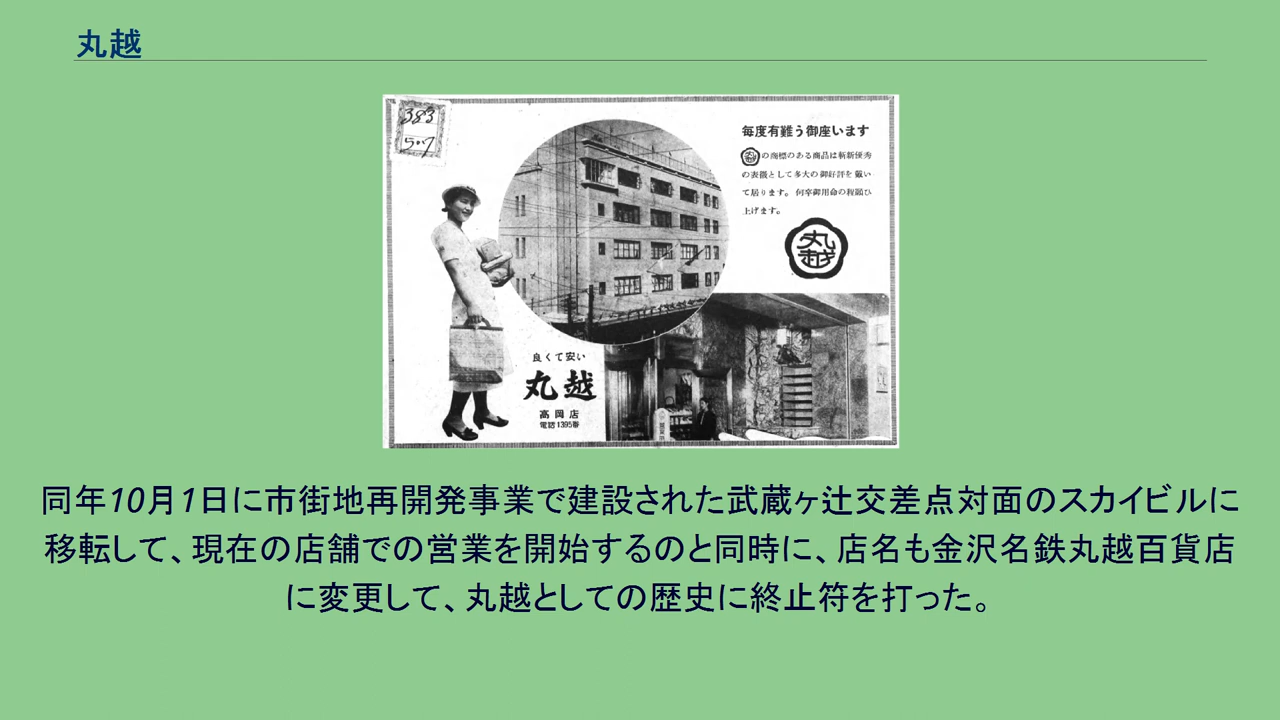 丸越
383
507
毎度有難う御座います
の商標のある商品は斬新優秀
の表徴として多大の御好評を戴い
て居ります。何卒御用命の程願ひ
上げます。
丸越
良くて安い
丸越
高岡店
電話1395番
同年10月1日に市街地再開発事業で建設された武蔵ヶ辻交差点対面のスカイビルに
移転して、現在の店舗での営業を開始するのと同時に、店名も金沢名鉄丸越百貨店
に変更して、丸越としての歴史に終止符を打った。